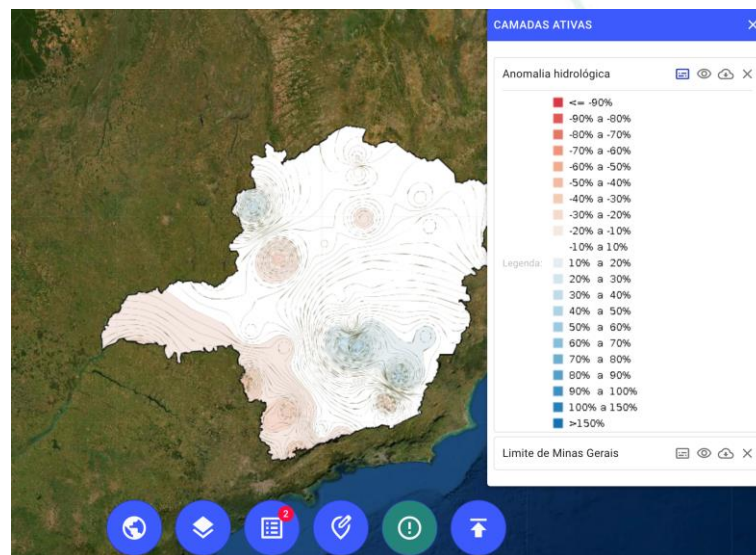 CAMADAS ATIVAS
Anomalia hidrológica
<= -90%
-90% a -80%
-80% a -70%
-70% a -60%
-60% a -50%
-50% a -40%
-40% a -30%
-30% a -20%
-20% a -10%
-10% a 10%
Legenda: 10% a 20%
20% a 30%
30% a 40%
40% a 50%
50% a 60%
60% a 70%
70% a 80%
80% a 90%
90% a 100%
100% a 150%
>150%
Limite de Minas Gerais
2